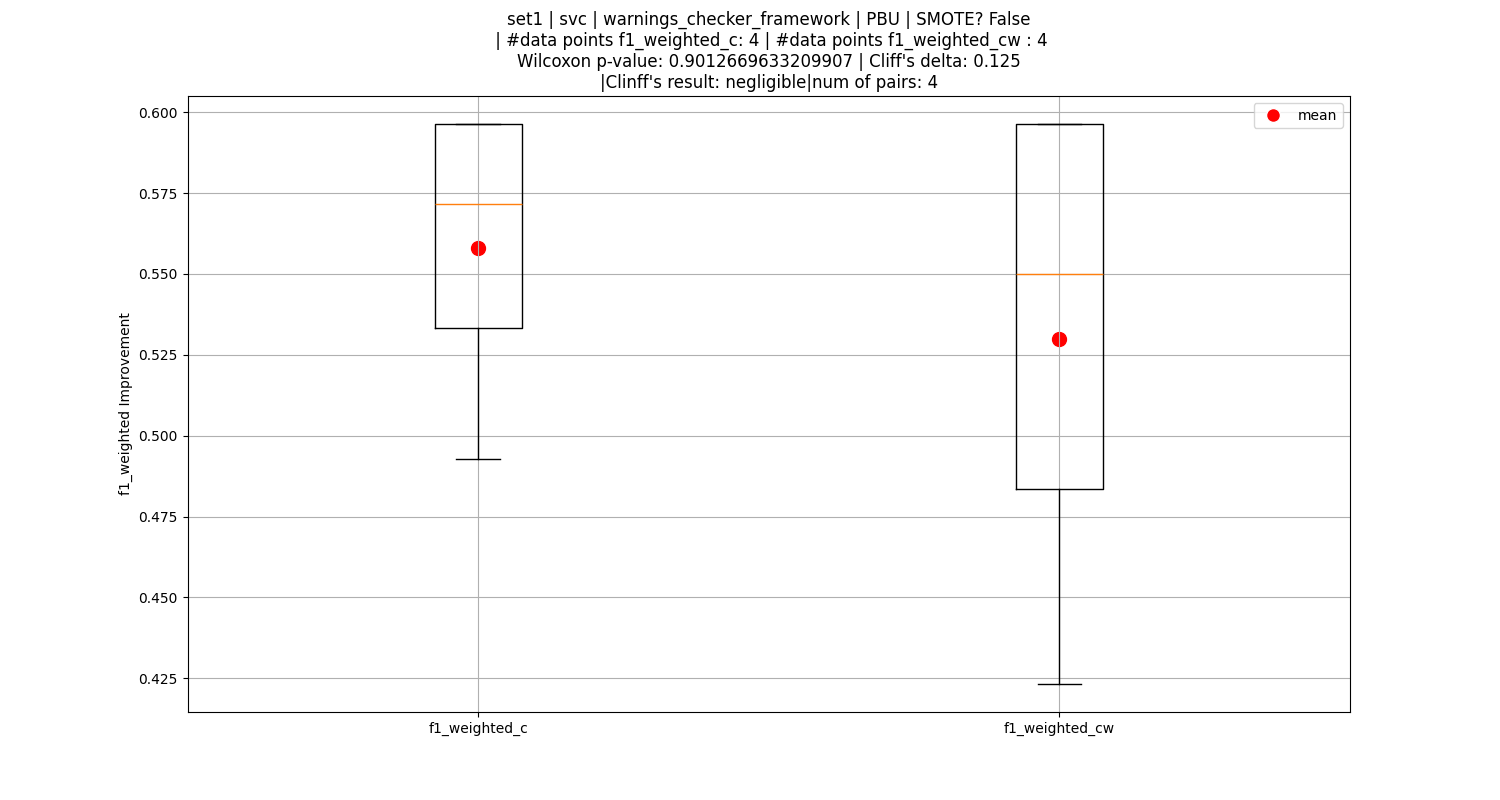 set1 | svc | warnings_checker_framework | PBU | SMOTE? False
| #data points f1_weighted_c: 4 | #data points f1_weighted_cw : 4
Wilcoxon p-value: 0.9012669633209907 | Cliff's delta: 0.125
|Clinff's result: negligible|num of pairs: 4
mean
0.600
0.575
0.550
0.525
0.500
0.475
0.450
0.425
f1_weighted Improvement
f1_weighted_c
f1_weighted_cw